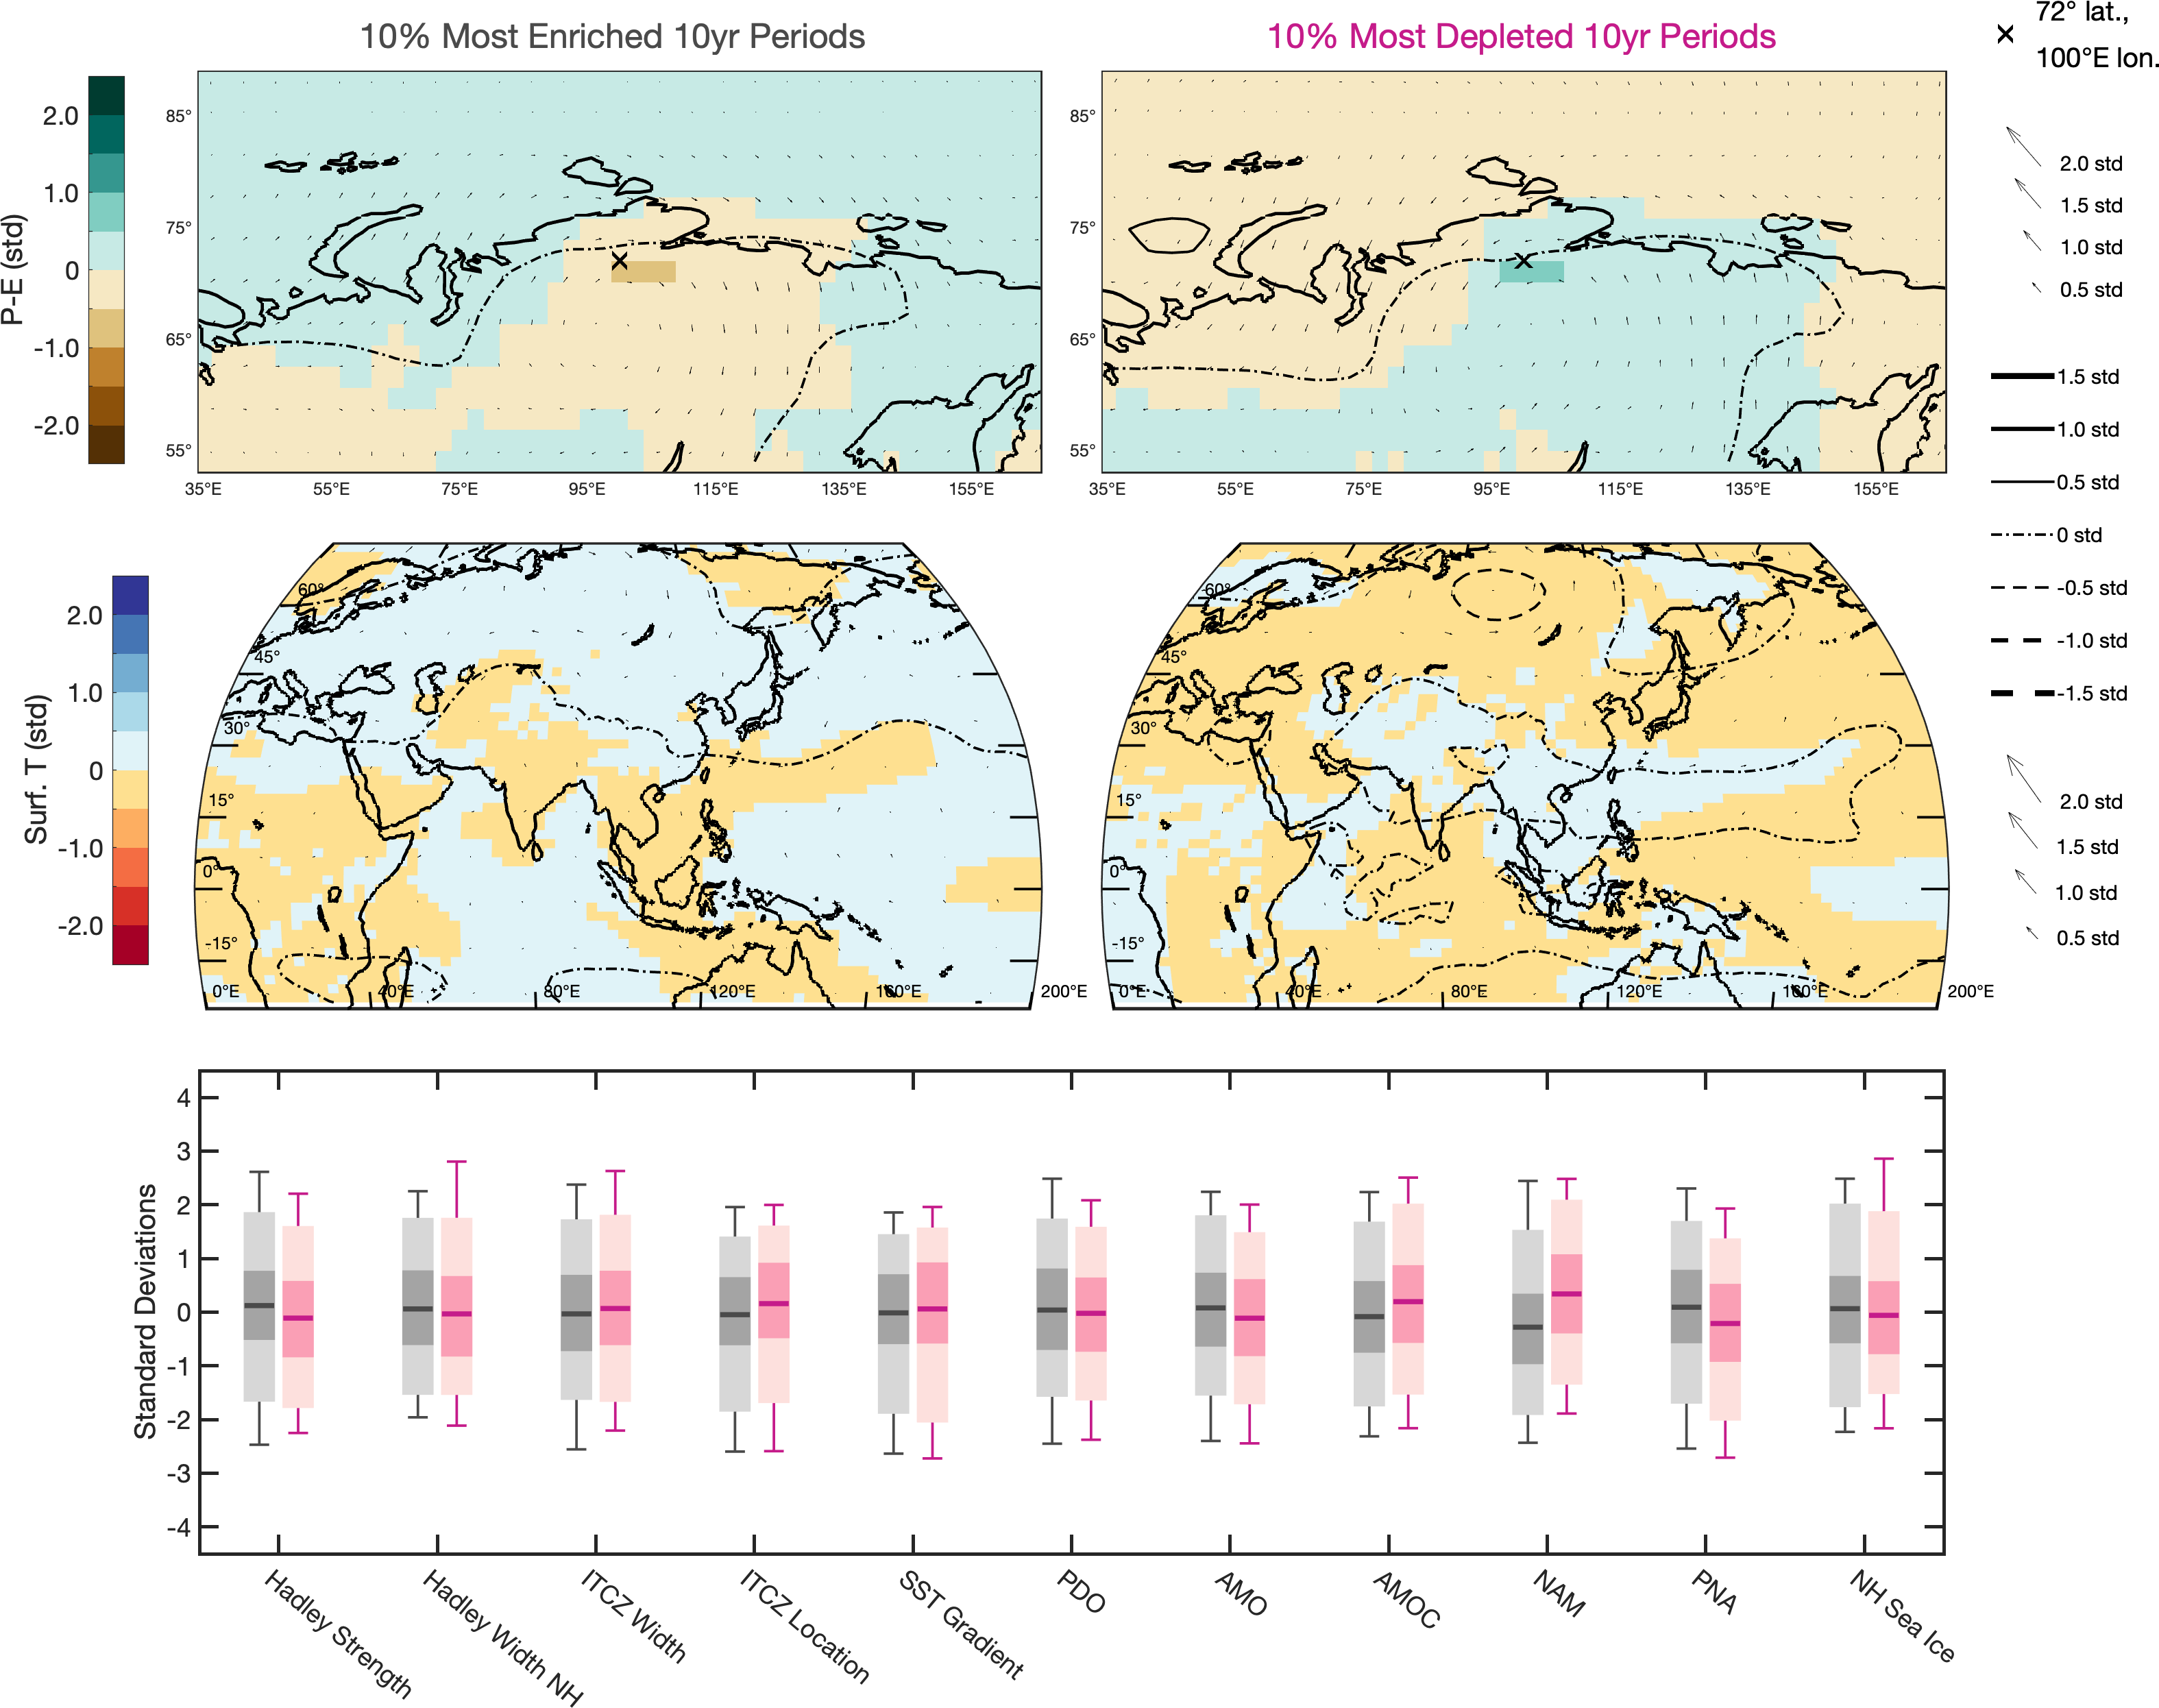 10% Most Enriched 10yr Periods
10% Most Depleted 10yr Periods
72° lat.,
100°E lon.
P-E (std)
2.0
1.0
0
-1.0
-2.0
85°
75°
65°
55°
35°E 55°E 75°E 95°E 115°E 135°E 155°E
85°
75°
65°
55°
35°E 55°E 75°E 95°E 115°E 135°E 155°E
2.0 std
1.5 std
1.0 std
0.5 std
1.5 std
1.0 std
0.5 std
0 std
-0.5 std
-1.0 std
-1.5 std
2.0 std
1.5 std
1.0 std
0.5 std
Surf. T (std)
2.0
1.0
0
-1.0
-2.0
60°
45°
30°
15°
0°
-15°
0°E 40°E 80°E 120°E 160°E 200°E
60°
45°
30°
15°
0°
-15°
0°E 40°E 80°E 120°E 160°E 200°E
Standard Deviations
4
3
2
1
0
-1
-2
-3
-4
Hadley Strength
Hadley Width NH
ITCZ Width
ITCZ Location
SST Gradient
PDO
AMO
AMOC
NAM
PNA
NH Sea Ice